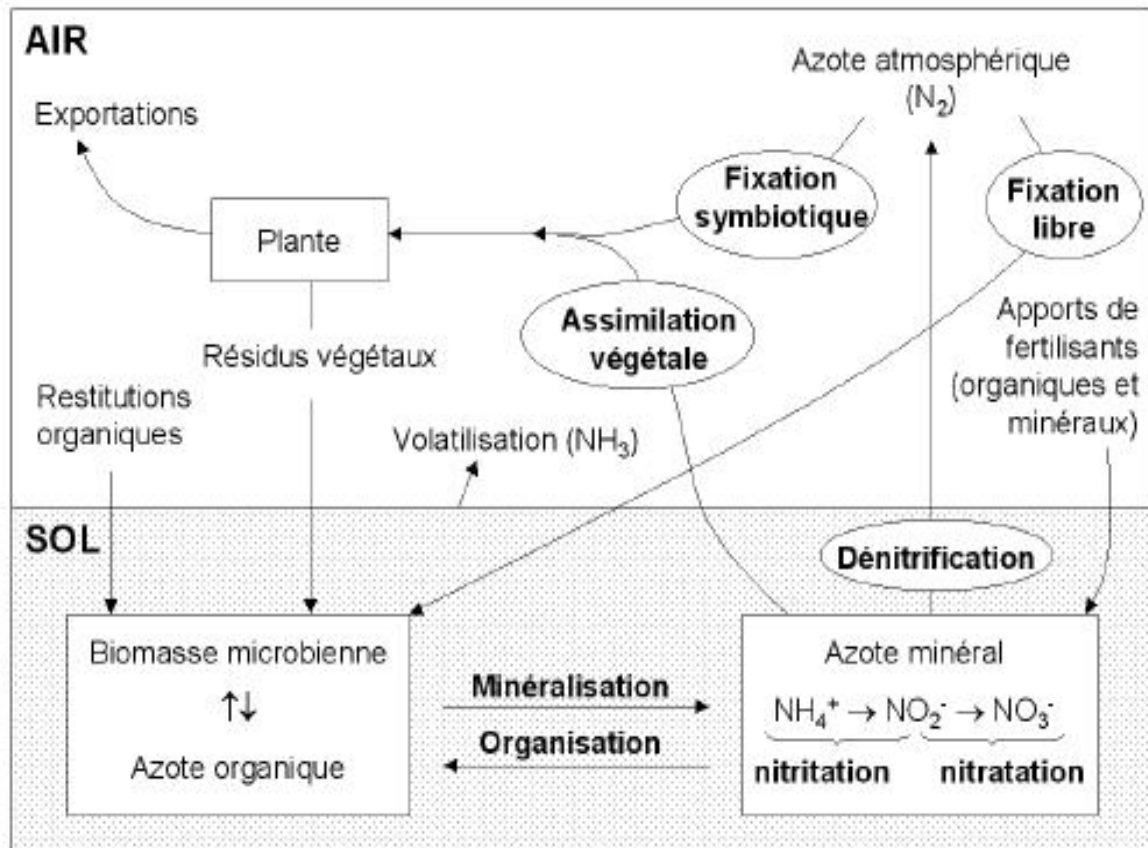 AIR
Azote atmosphérique
(N₂)
Exportations
Fixation
symbiotique
Fixation
libre
Plante
Assimilation
végétale
Apports de
fertilisants
(organiques et
minéraux)
Résidus végétaux
Restitutions
organiques
Volatilisation (NH₃)
SOL
Dénitrification
Biomasse microbienne
↑↓
Azote organique
Minéralisation
Organisation
Azote minéral
NH₄⁺ → NO₂⁻ → NO₃⁻
nitritation nitratation